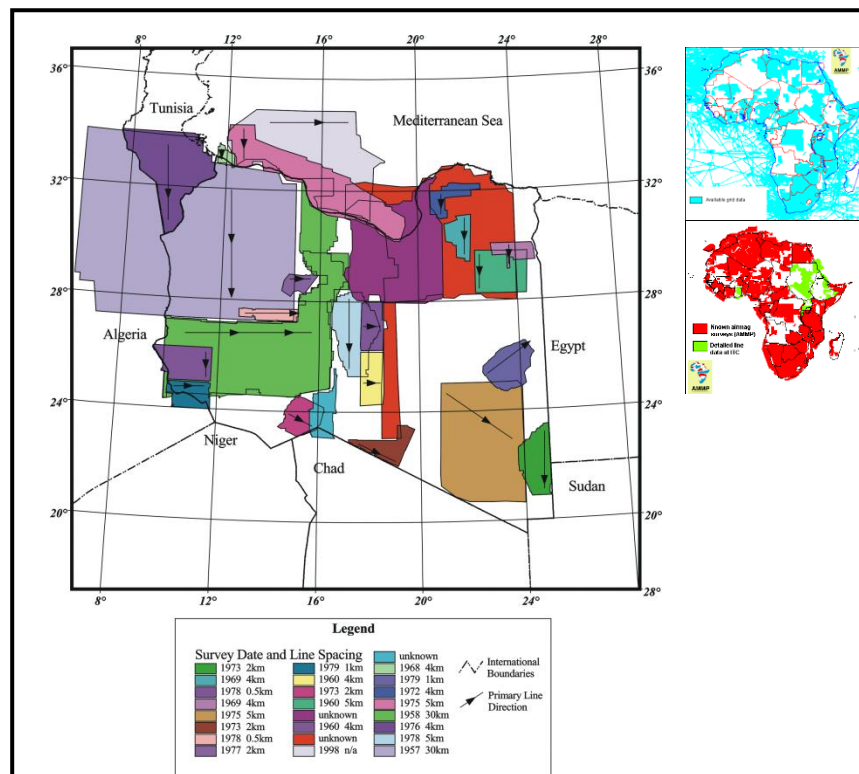 12° 16° 20° 24° 28°
36°
36°
Tunisia
Mediterranean Sea
32°
32°
28°
28°
Algeria
Egypt
24°
24°
Niger
Chad
Sudan
20°
20°
28°
8° 12° 16° 20° 24°
Legend
Survey Date and Line Spacing
1973 2km
1969 4km
1978 0.5km
1969 4km
1975 5km
1973 2km
1978 0.5km
1977 2km
1979 1km
1960 4km
1973 2km
1960 5km
unknown
1960 4km
unknown
1998 n/a
unknown
1968 4km
1979 1km
1972 4km
1975 5km
1958 30km
1976 4km
1978 5km
1957 30km
International
Boundaries
Primary Line
Direction
AMMP
Available grid data
Known airmag
surveys (AMMP)
Detailed line
data at ITC
AMMP